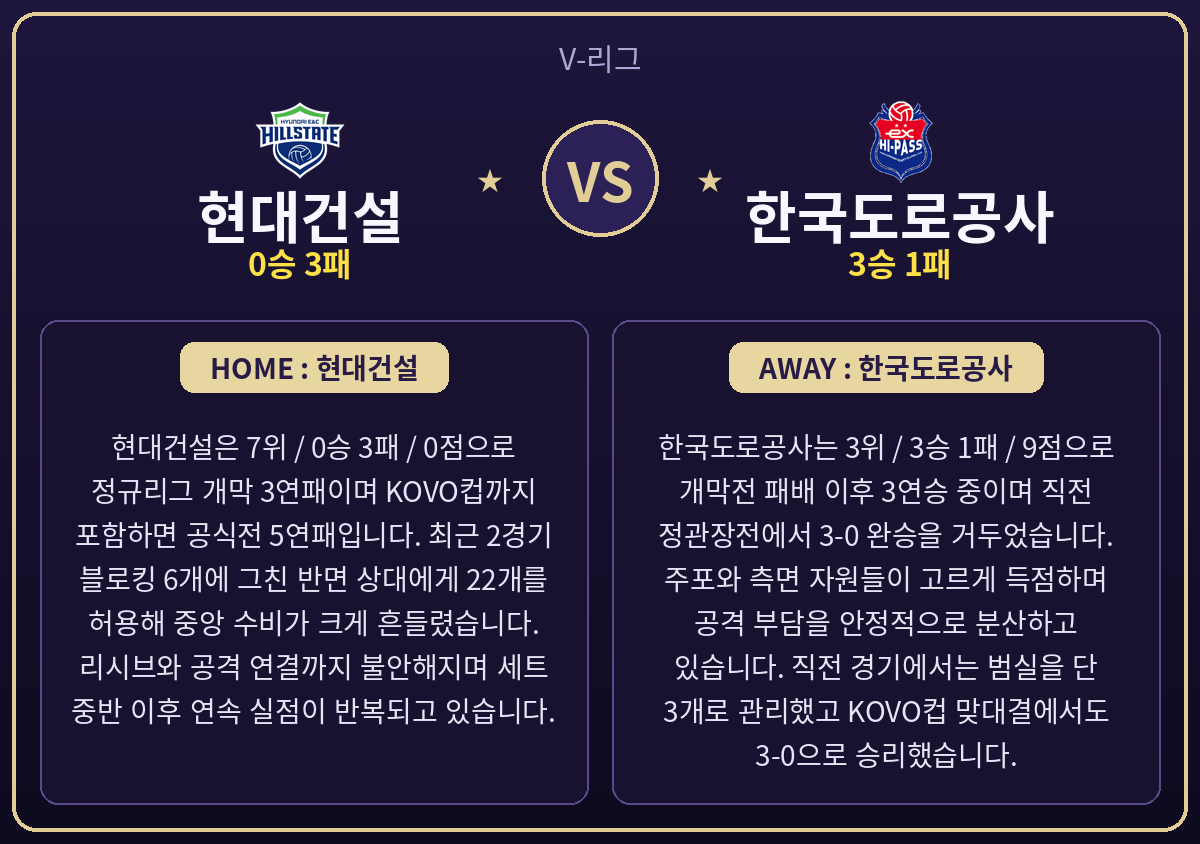 V-리그
HYUNDAI E&C
HILLSTATE
ex
HI-PASS
VS
현대건설
한국도로공사
0승 3패
3승 1패
HOME : 현대건설
현대건설은 7위 / 0승 3패 / 0점으로
정규리그 개막 3연패이며 KOVO컵까지
포함하면 공식전 5연패입니다. 최근 2경기
블로킹 6개에 그친 반면 상대에게 22개를
허용해 중앙 수비가 크게 흔들렸습니다.
리시브와 공격 연결까지 불안해지며 세트
중반 이후 연속 실점이 반복되고 있습니다.
AWAY : 한국도로공사
한국도로공사는 3위 / 3승 1패 / 9점으로
개막전 패배 이후 3연승 중이며 직전
정관장전에서 3-0 완승을 거두었습니다.
주포와 측면 자원들이 고르게 득점하며
공격 부담을 안정적으로 분산하고
있습니다. 직전 경기에서는 범실을 단
3개로 관리했고 KOVO컵 맞대결에서도
3-0으로 승리했습니다.